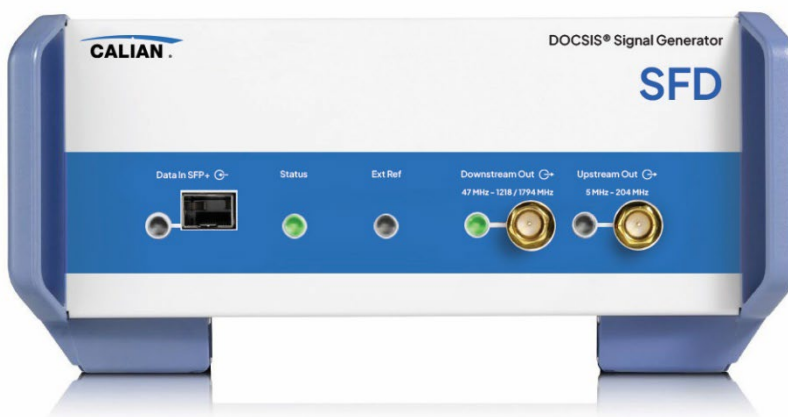 CALIAN.
DOCSIS® Signal Generator
SFD
Data In SFP+
Status
Ext Ref
Downstream Out
47 MHz - 1218 / 1794 MHz
Upstream Out
5 MHz - 204 MHz